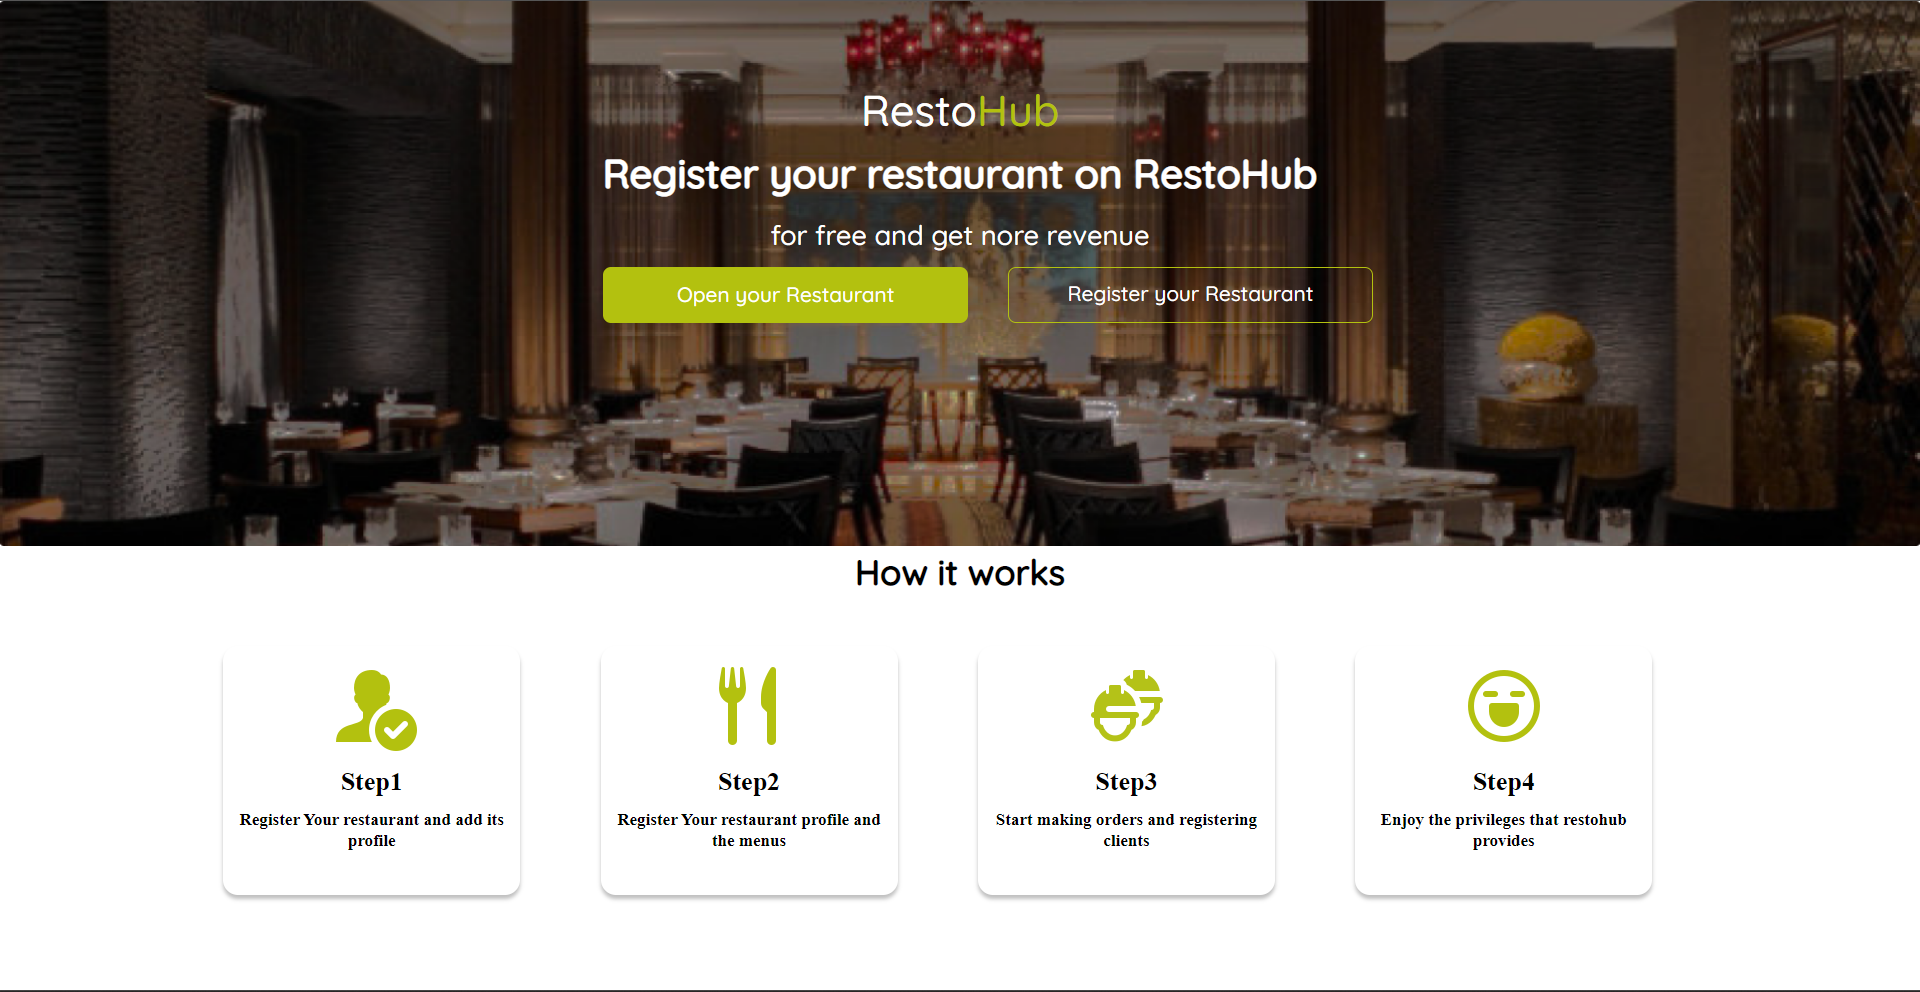 RestoHub
Register your restaurant on RestoHub
for free and get nore revenue
Open your Restaurant
Register your Restaurant
How it works
Step1
Register Your restaurant and add its
profile
Step2
Register Your restaurant profile and
the menus
Step3
Start making orders and registering
clients
Step4
Enjoy the privileges that restohub
provides